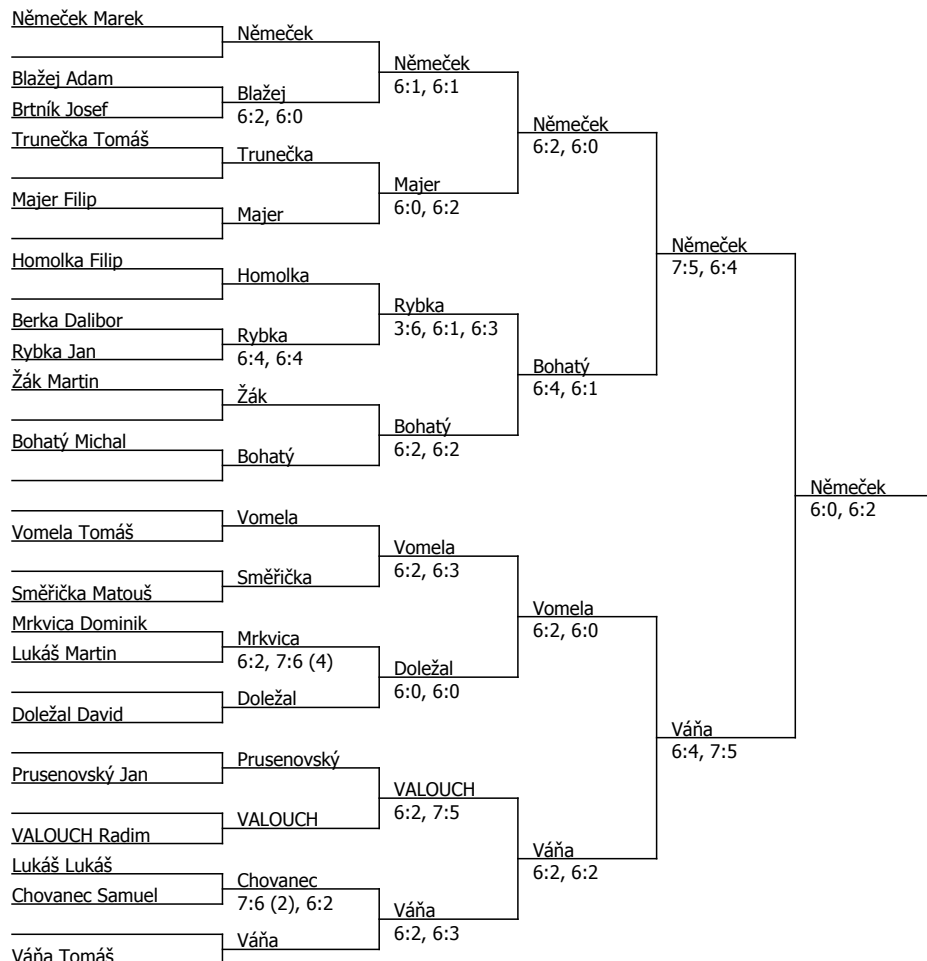 Němeček Marek
Němeček
Němeček
6:1, 6:1
Blažej Adam
Blažej
6:2, 6:0
Brtník Josef
Němeček
6:2, 6:0
Trunečka Tomáš
Trunečka
Majer
6:0, 6:2
Majer Filip
Majer
Němeček
7:5, 6:4
Homolka Filip
Homolka
Rybka
3:6, 6:1, 6:3
Berka Dalibor
Rybka
6:4, 6:4
Rybka Jan
Bohatý
6:4, 6:1
Žák Martin
Žák
Bohatý
6:2, 6:2
Bohatý Michal
Bohatý
Němeček
6:0, 6:2
Vomela
Vomela Tomáš
Vomela
6:2, 6:3
Směřička
Směřička Matouš
Vomela
6:2, 6:0
Mrkvica Dominik
Mrkvica
6:2, 7:6 (4)
Lukáš Martin
Doležal
6:0, 6:0
Doležal
Doležal David
Váňa
6:4, 7:5
Prusenovský
Prusenovský Jan
VALOUCH
6:2, 7:5
VALOUCH
VALOUCH Radim
Váňa
6:2, 6:2
Lukáš Lukáš
Chovanec
7:6 (2), 6:2
Chovanec Samuel
Váňa
6:2, 6:3
Váňa
Váňa Tomáš